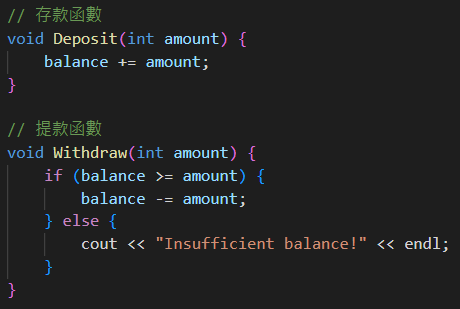 // 存款函數
void Deposit(int amount) {
    balance += amount;
}

// 提款函數
void Withdraw(int amount) {
    if (balance >= amount) {
        balance -= amount;
    } else {
        cout << "Insufficient balance!" << endl;
    }
}